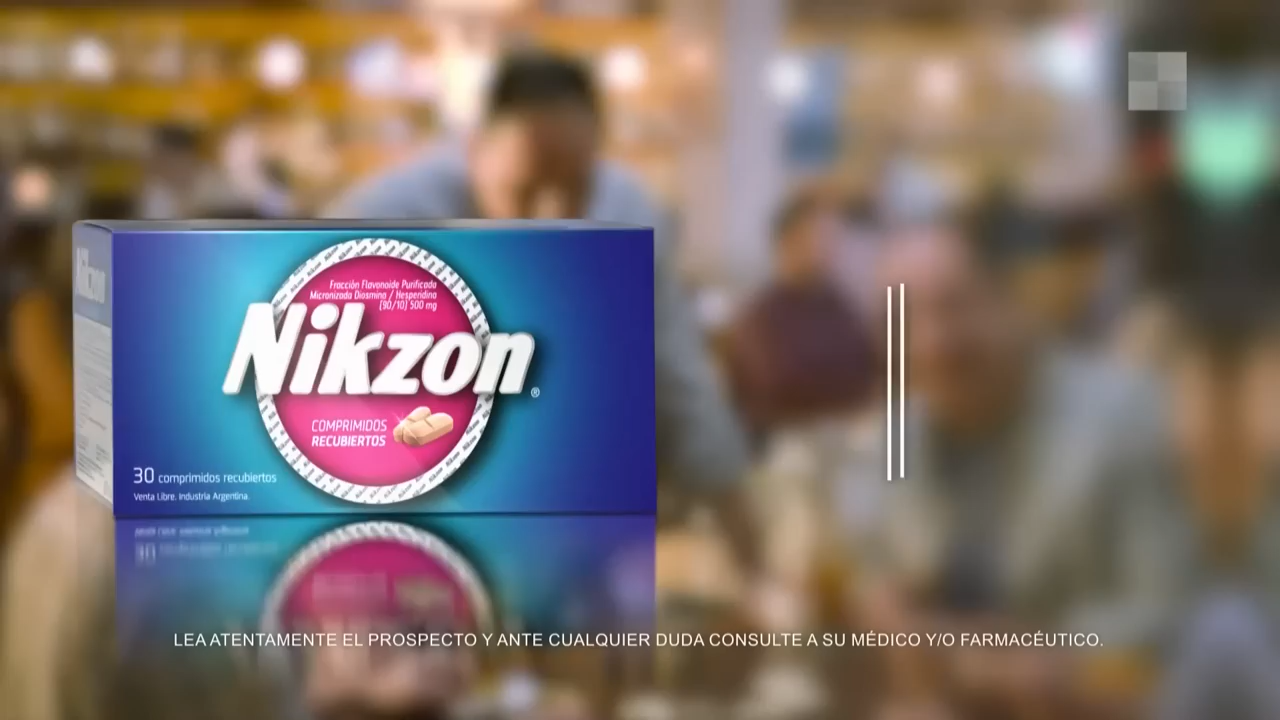 Fracción Flavonoide Purificada
Micronizada Diosmina / Hesperidina
(90/10) 500 mg
Nikzon®
COMPRIMIDOS
RECUBIERTOS
30 comprimidos recubiertos
Venta Libre. Industria Argentina.
LEA ATENTAMENTE EL PROSPECTO Y ANTE CUALQUIER DUDA CONSULTE A SU MÉDICO Y/O FARMACÉUTICO.